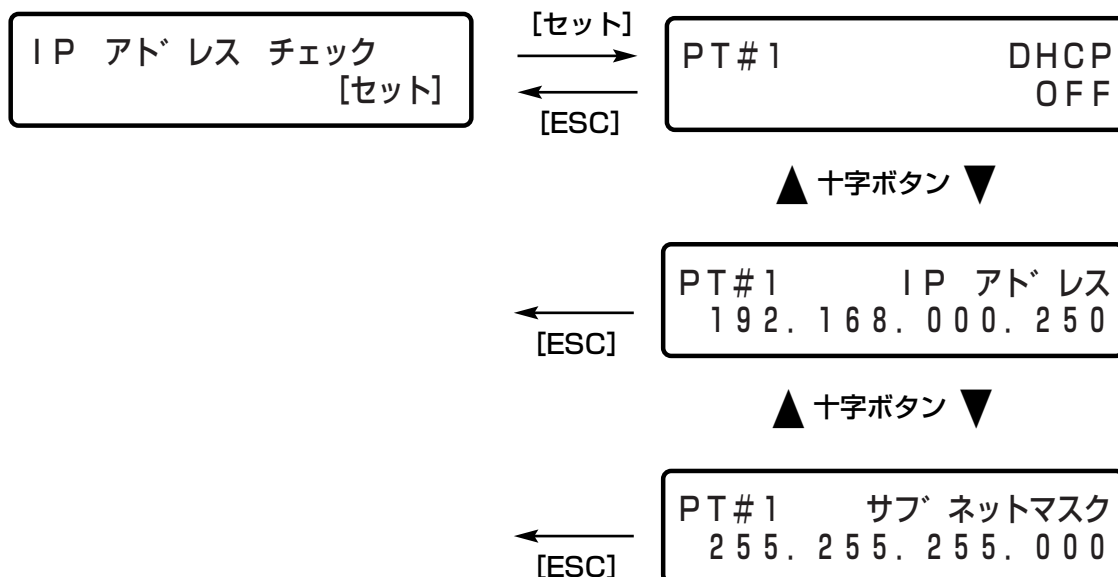 [セット]
IP アド゛レス チェック
[セット]
PT#1 DHCP
OFF
[ESC]
▲ 十字ボタン ▼
PT#1 IP アド゛レス
192.168.000.250
[ESC]
▲ 十字ボタン ▼
PT#1 サブ゛ネットマスク
255.255.255.000
[ESC]